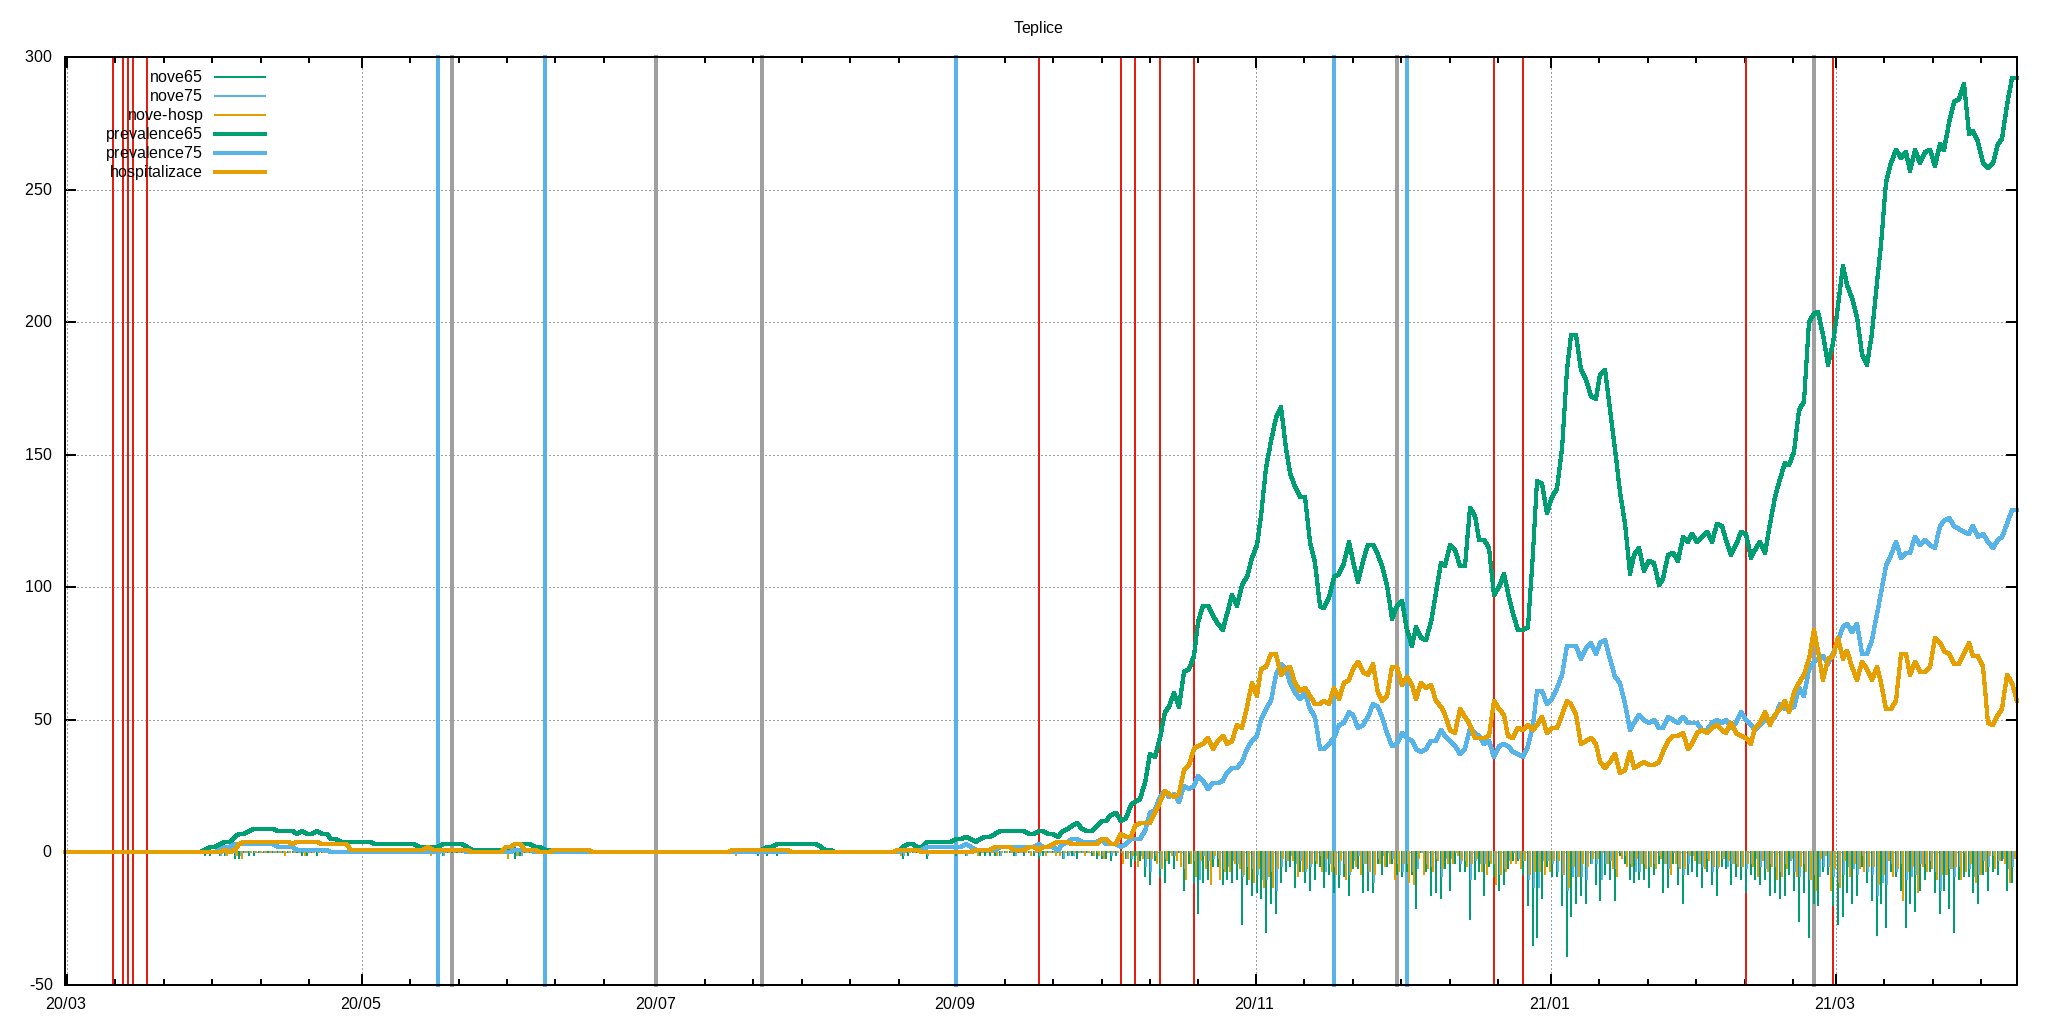 Teplice
300
250
200
150
100
50
0
-50
nove65
nove75
nove-hosp
prevalence65
prevalence75
hospitalizace
20/03 20/05 20/07 20/09 20/11 21/01 21/03